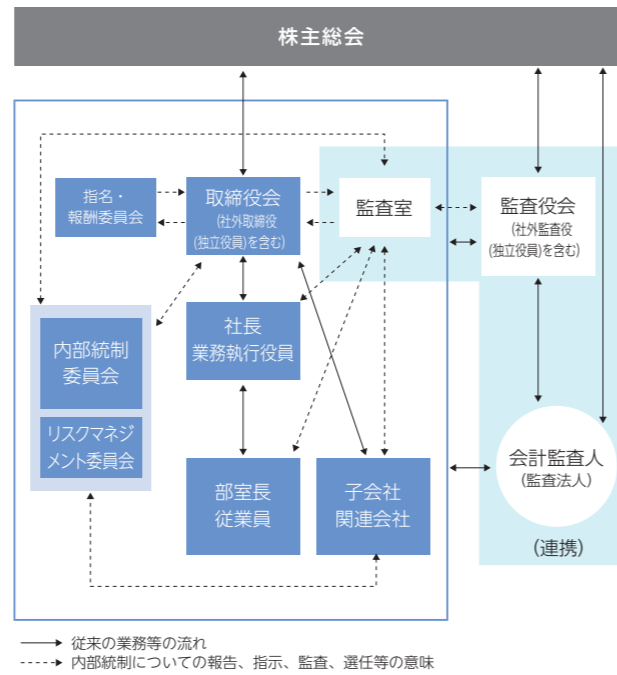 株主総会
指名・
報酬委員会
取締役会
(社外取締役
(独立役員)を含む)
監査室
監査役会
(社外監査役
(独立役員)を含む)
社長
業務執行役員
内部統制
委員会
リスクマネジ
メント委員会
部室長
従業員
子会社
関連会社
会計監査人
(監査法人)
(連携)
従来の業務等の流れ
内部統制についての報告、指示、監査、選任等の意味